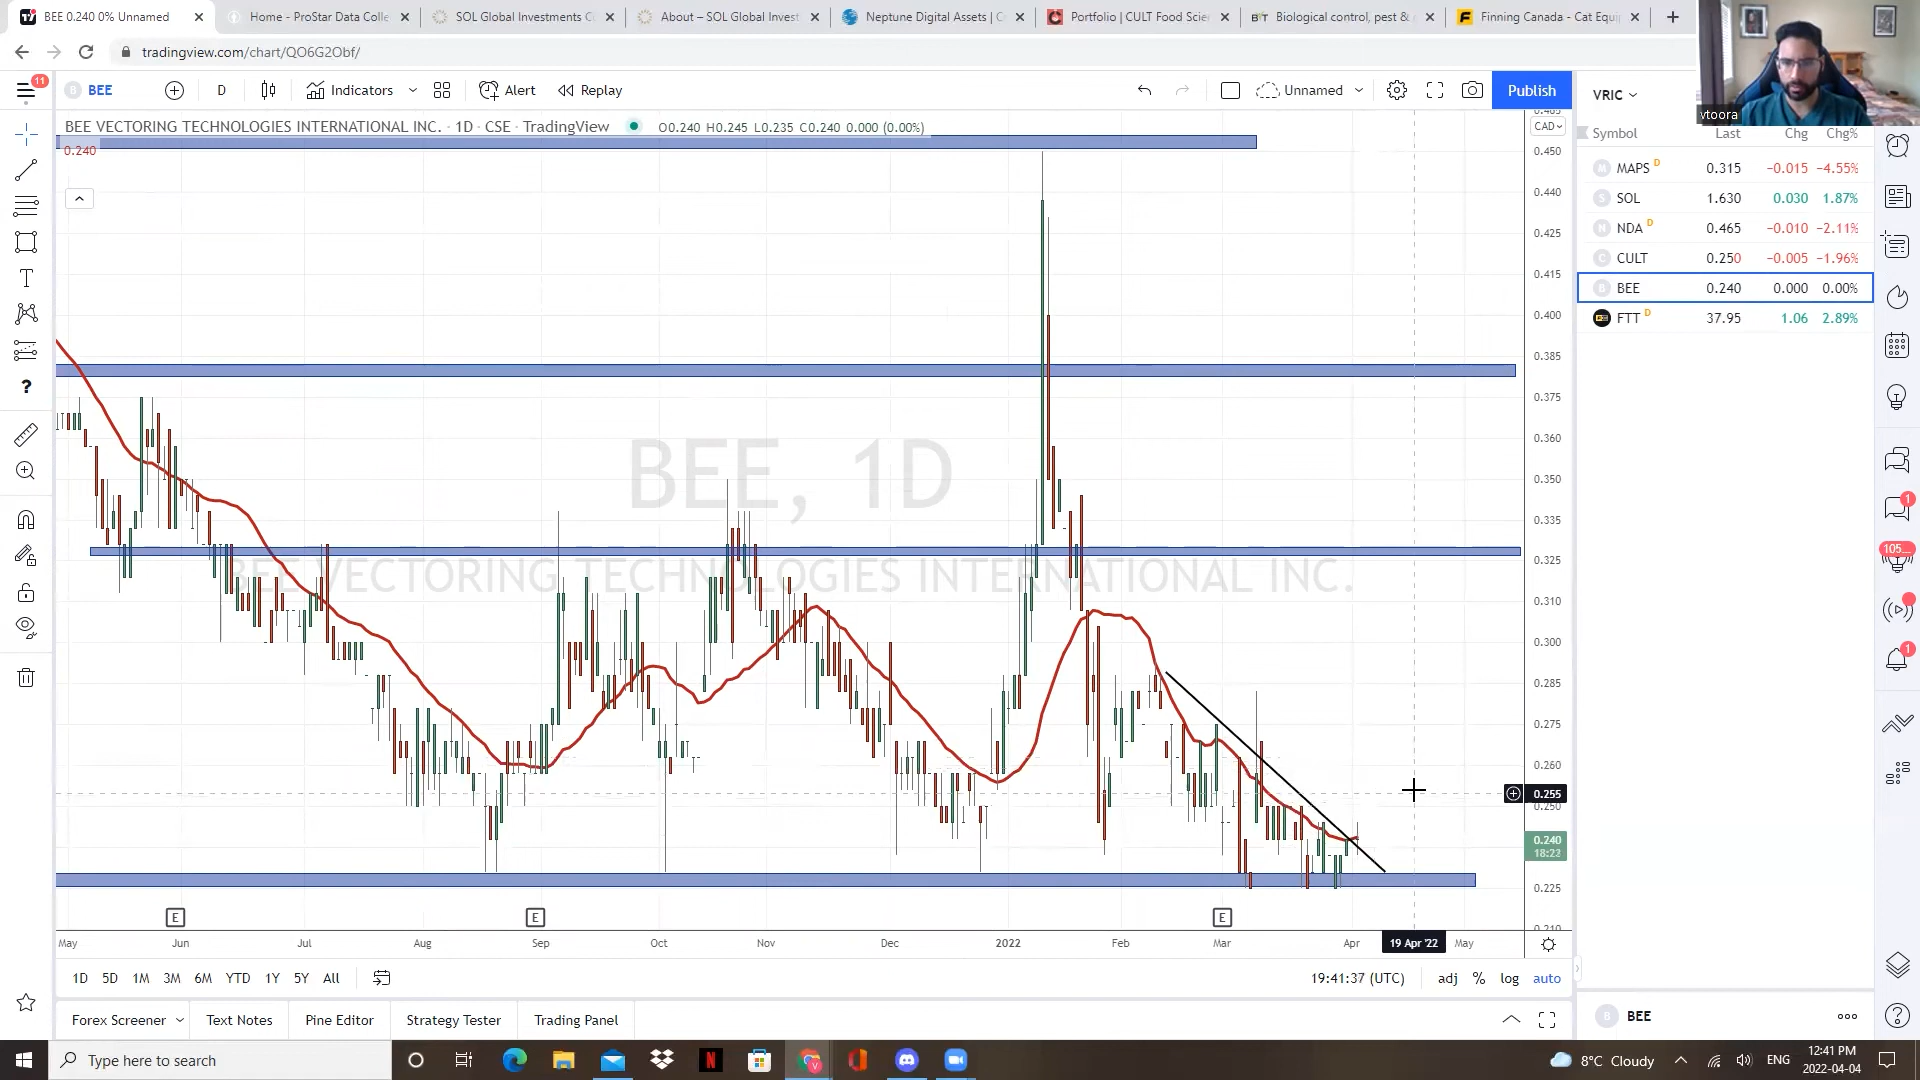 BEE 0.240 0% Unnamed
Home - ProStar Data Colle
SOL Global Investments C
About – SOL Global Invest
Neptune Digital Assets | C
Portfolio | CULT Food Scie
Biological control, pest &
Finning Canada - Cat Equi
tradingview.com/chart/QO6G2Obf/
11
BEE
D
Indicators
Alert
Replay
Unnamed
Publish
VRIC
vtoora
BEE VECTORING TECHNOLOGIES INTERNATIONAL INC. · 1D · CSE · TradingView
O0.240 H0.245 L0.235 C0.240 0.000 (0.00%)
0.240
CAD
Symbol Last Chg Chg%
MAPS D 0.315 −0.015 −4.55%
SOL 1.630 0.030 1.87%
NDA D 0.465 −0.010 −2.11%
CULT 0.250 −0.005 −1.96%
BEE 0.240 0.000 0.00%
FTT D 37.95 1.06 2.89%
0.450
0.440
0.425
0.415
0.400
0.385
0.375
0.360
0.350
0.335
0.325
0.310
0.300
0.285
0.275
0.260
0.255
0.250
0.240
18:22
0.225
0.210
BEE, 1D
BEE VECTORING TECHNOLOGIES INTERNATIONAL INC.
1
1
E
E
E
May Jun Jul Aug Sep Oct Nov Dec 2022 Feb Mar Apr 19 Apr '22 May
1D 5D 1M 3M 6M YTD 1Y 5Y All
19:41:37 (UTC) adj % log auto
Forex Screener Text Notes Pine Editor Strategy Tester Trading Panel
BEE
Type here to search
8°C Cloudy
ENG
12:41 PM
2022-04-04